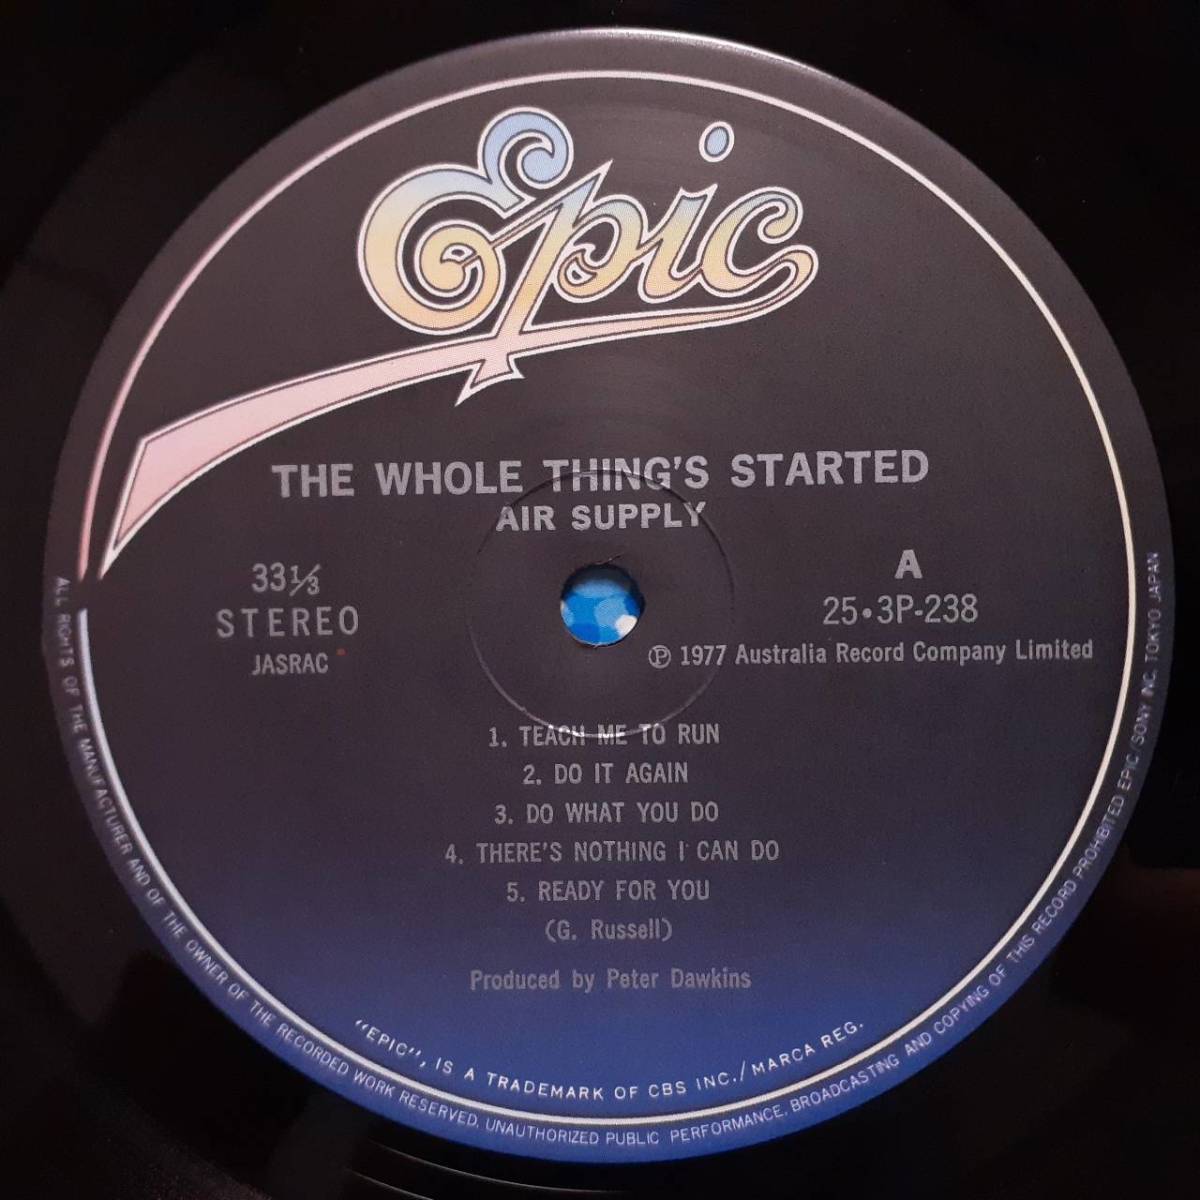 Epic
THE WHOLE THING'S STARTED
AIR SUPPLY
33⅓
STEREO
JASRAC
A
25•3P-238
Ⓟ 1977 Australia Record Company Limited
1. TEACH ME TO RUN
2. DO IT AGAIN
3. DO WHAT YOU DO
4. THERE'S NOTHING I CAN DO
5. READY FOR YOU
(G. Russell)
Produced by Peter Dawkins
"EPIC", IS A TRADEMARK OF CBS INC./MARCA REG.
ALL RIGHTS OF THE MANUFACTURER AND OF THE OWNER OF THE RECORDED WORK RESERVED. UNAUTHORIZED PUBLIC PERFORMANCE. BROADCASTING AND COPYING OF THIS RECORD PROHIBITED EPIC/SONY INC. TOKYO JAPAN